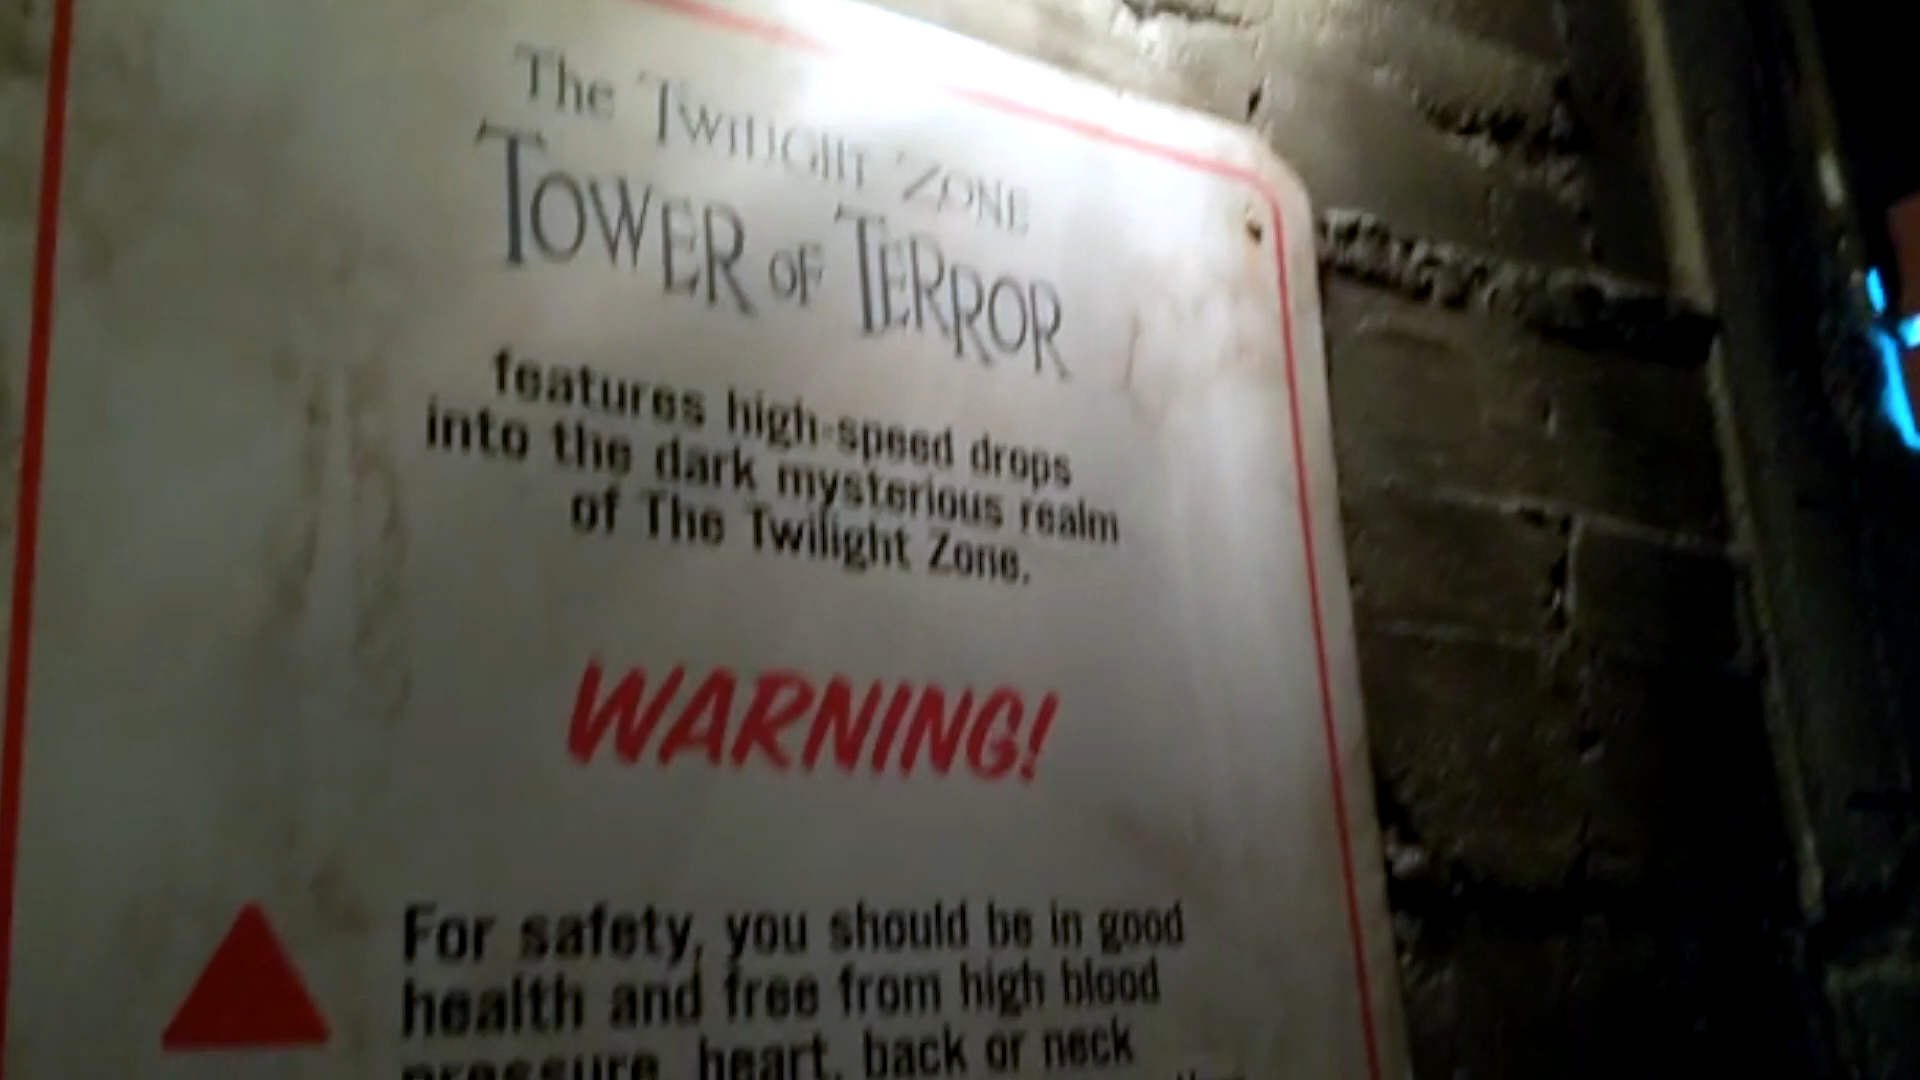 The Twilight Zone
Tower of Terror
features high-speed drops
into the dark mysterious realm
of The Twilight Zone.
WARNING!
For safety, you should be in good
health and free from high blood
pressure, heart, back or neck